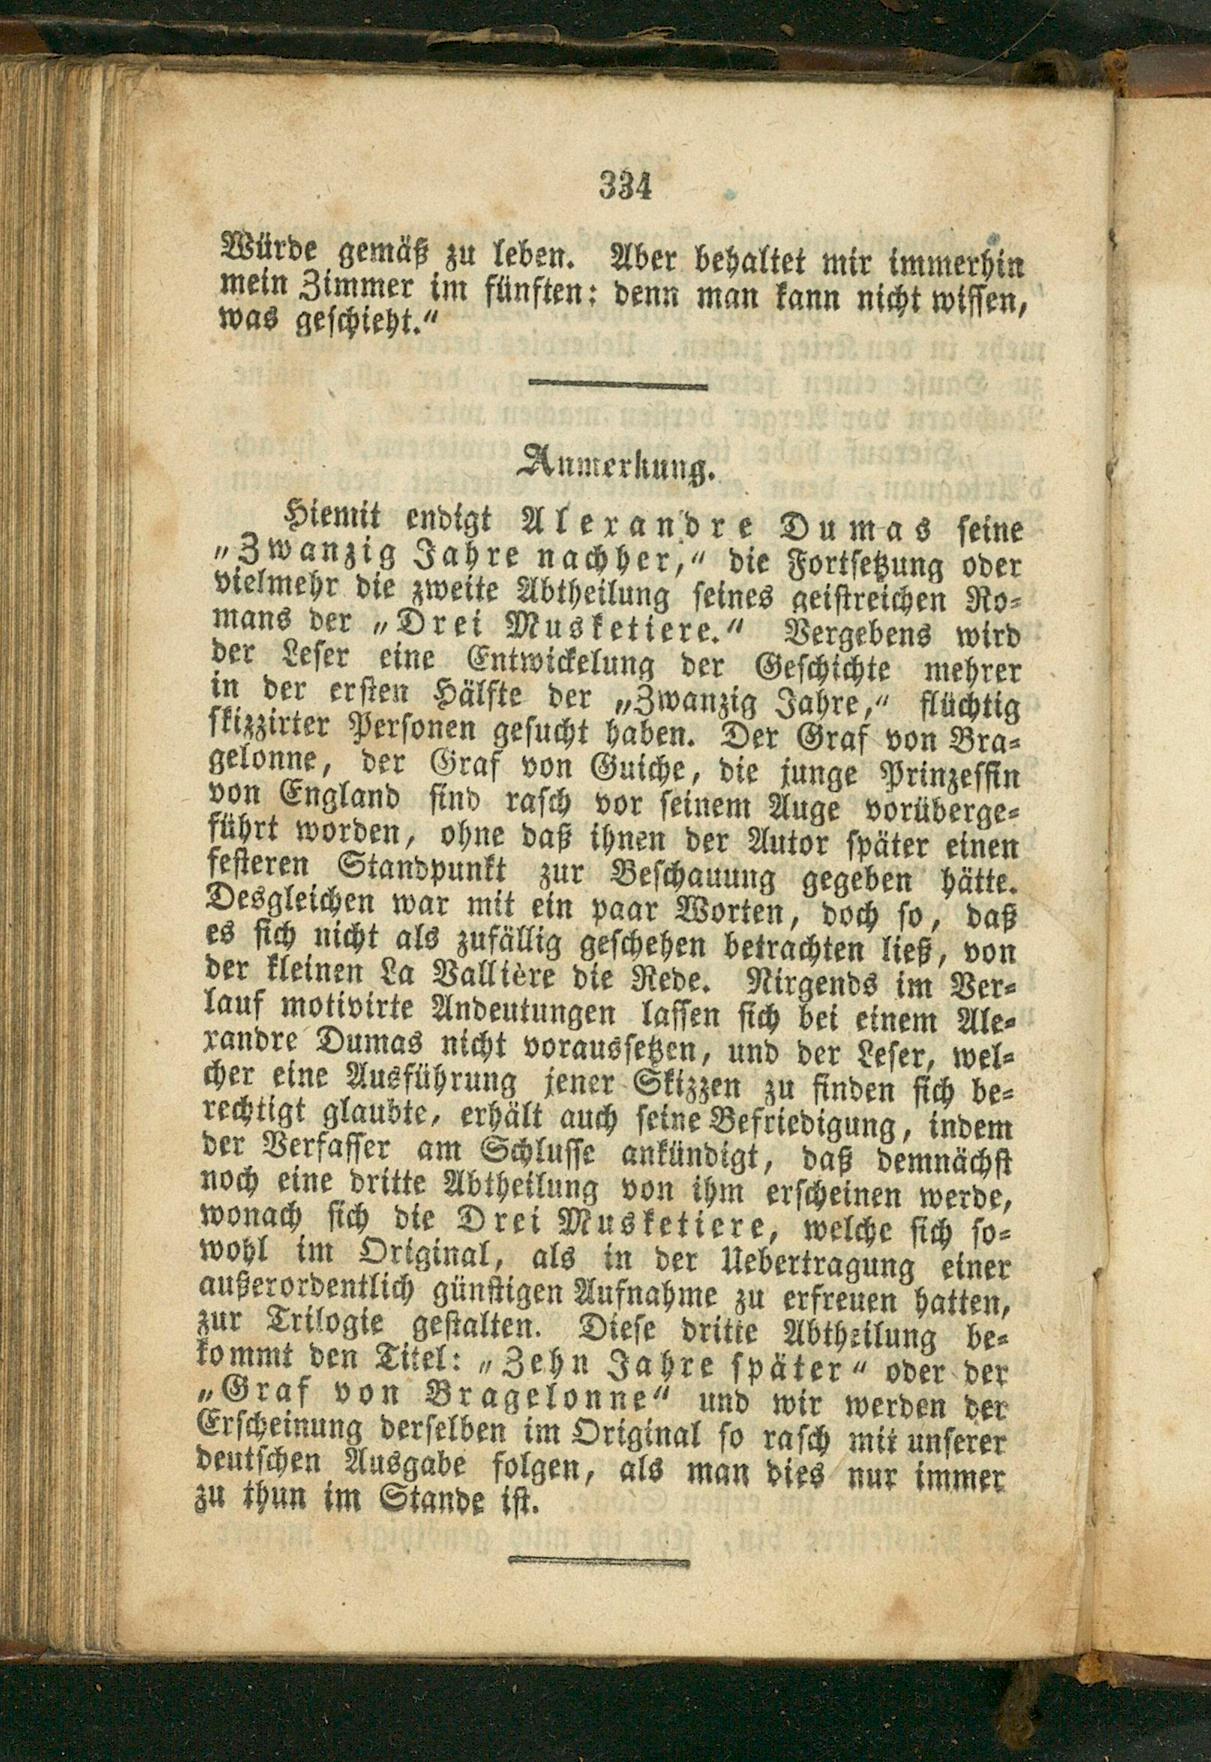 334
Würde gemäß zu leben. Aber behaltet mir immerhin
mein Zimmer im fünften: denn man kann nicht wissen,
was geschieht.“
Anmerkung.
Hiemit endigt Alexandre Dumas seine
„Zwanzig Jahre nachher,“ die Fortsetzung oder
vielmehr die zweite Abtheilung seines geistreichen Ro-
mans der „Drei Musketiere.“ Vergebens wird
der Leser eine Entwickelung der Geschichte mehrer
in der ersten Hälfte der „Zwanzig Jahre,“ flüchtig
skizzirter Personen gesucht haben. Der Graf von Bra-
gelonne, der Graf von Guiche, die junge Prinzessin
von England sind rasch vor seinem Auge vorüberge-
führt worden, ohne daß ihnen der Autor später einen
festeren Standpunkt zur Beschauung gegeben hätte.
Desgleichen war mit ein paar Worten, doch so, daß
es sich nicht als zufällig geschehen betrachten ließ, von
der kleinen La Vallière die Rede. Nirgends im Ver-
lauf motivirte Andeutungen lassen sich bei einem Ale-
xandre Dumas nicht voraussetzen, und der Leser, wel-
cher eine Ausführung jener Skizzen zu finden sich be-
rechtigt glaubte, erhält auch seine Befriedigung, indem
der Verfasser am Schlusse ankündigt, daß demnächst
noch eine dritte Abtheilung von ihm erscheinen werde,
wonach sich die Drei Musketiere, welche sich so-
wohl im Original, als in der Uebertragung einer
außerordentlich günstigen Aufnahme zu erfreuen hatten,
zur Trilogie gestalten. Diese dritte Abtheilung be-
kommt den Titel: „Zehn Jahre später“ oder der
„Graf von Bragelonne“ und wir werden der
Erscheinung derselben im Original so rasch mit unserer
deutschen Ausgabe folgen, als man dies nur immer
zu thun im Stande ist.